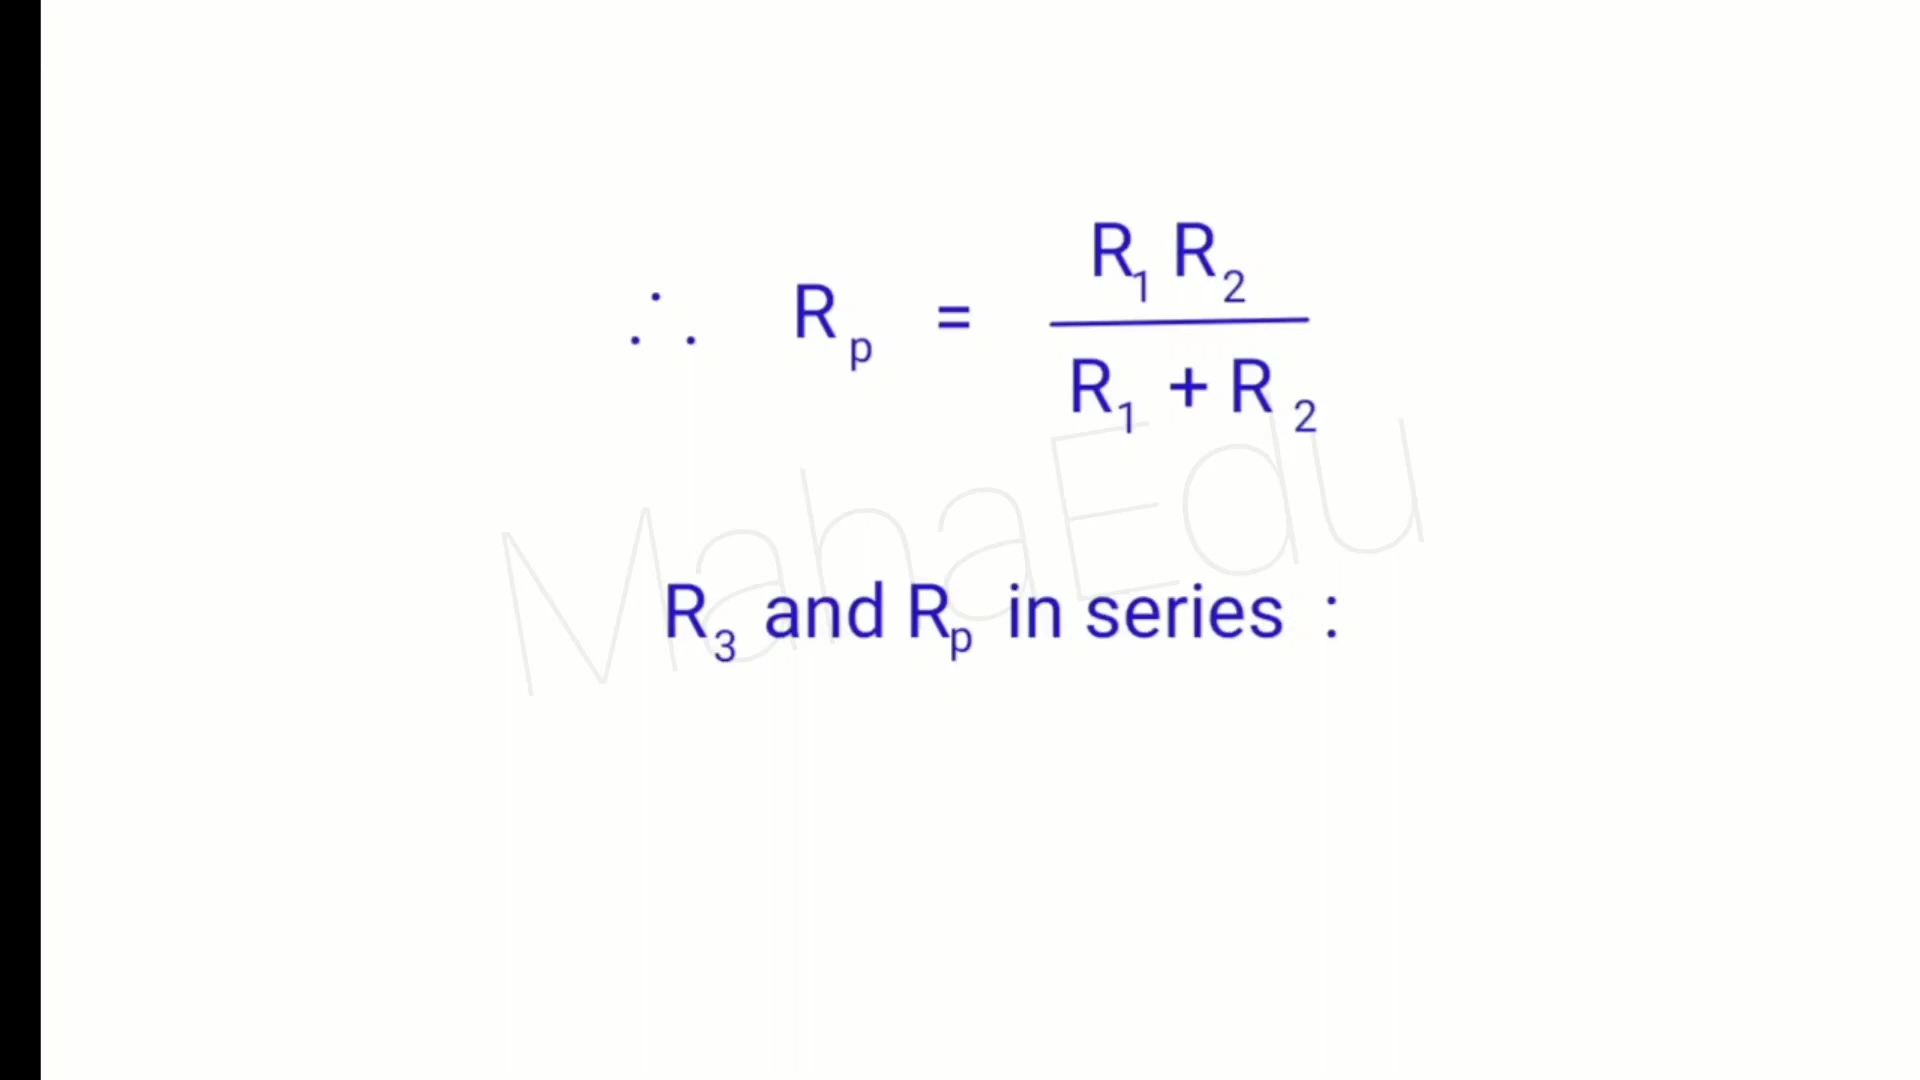 ∴ Rₚ = R₁ R₂
R₁ + R₂
MahaEdu
R₃ and Rₚ in series :